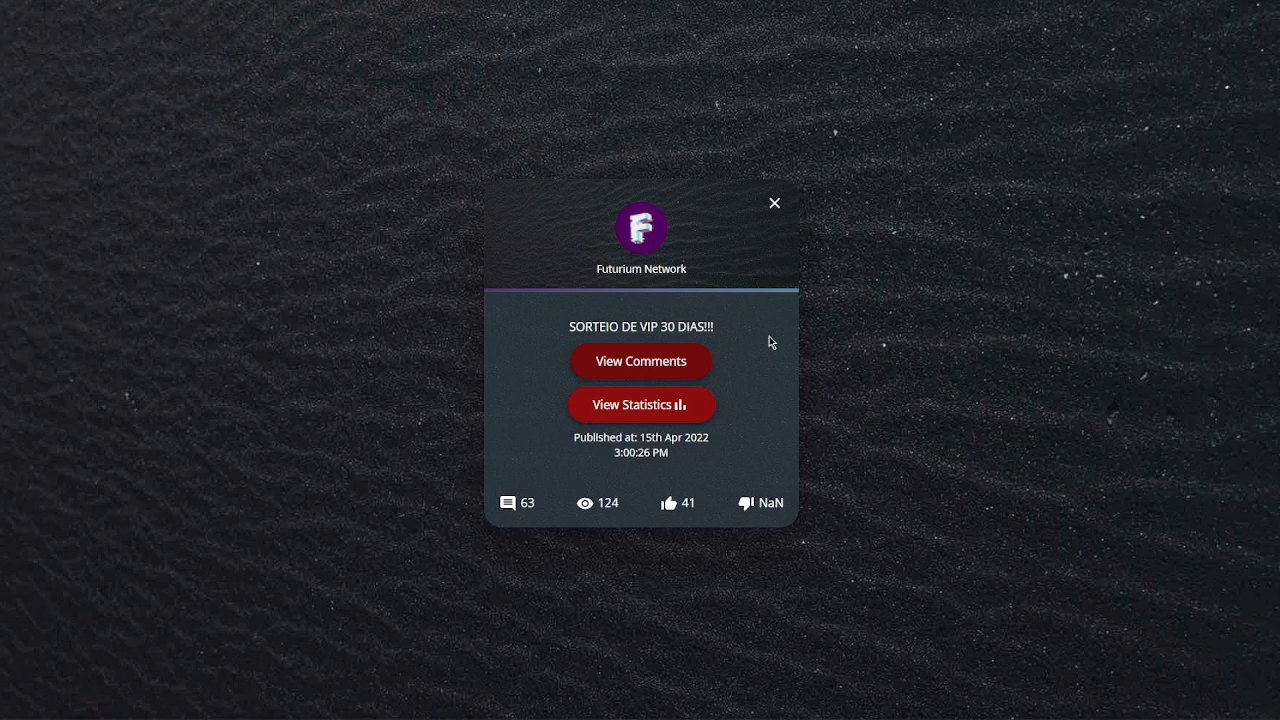 F
Futurium Network
SORTEIO DE VIP 30 DIAS!!!
View Comments
View Statistics
Published at: 15th Apr 2022
3:00:26 PM
63 124 41 NaN